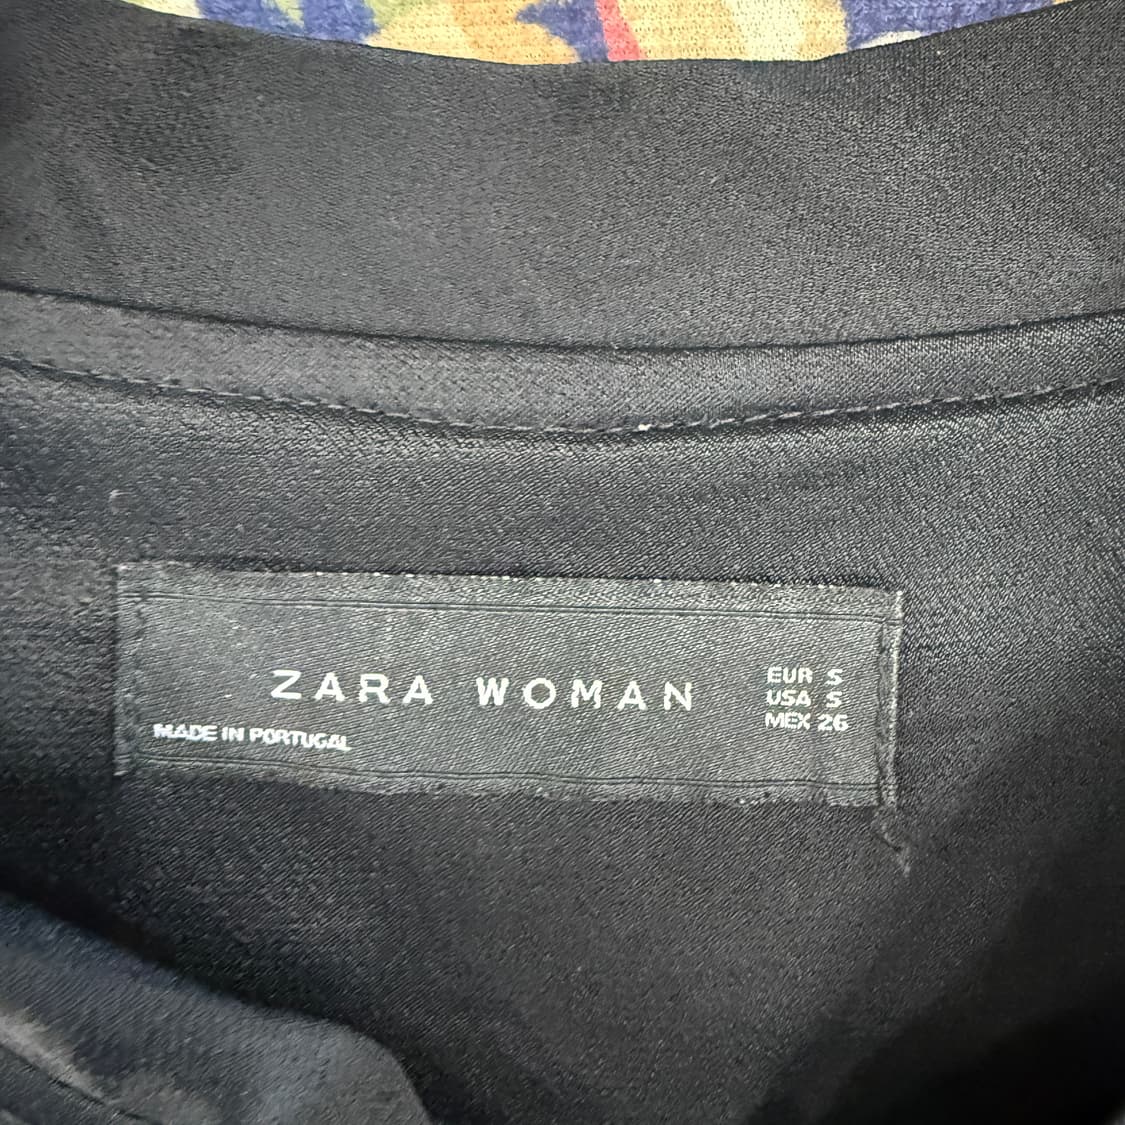 ZARA WOMAN
EUR S
USA S
MEX 26
MADE IN PORTUGAL